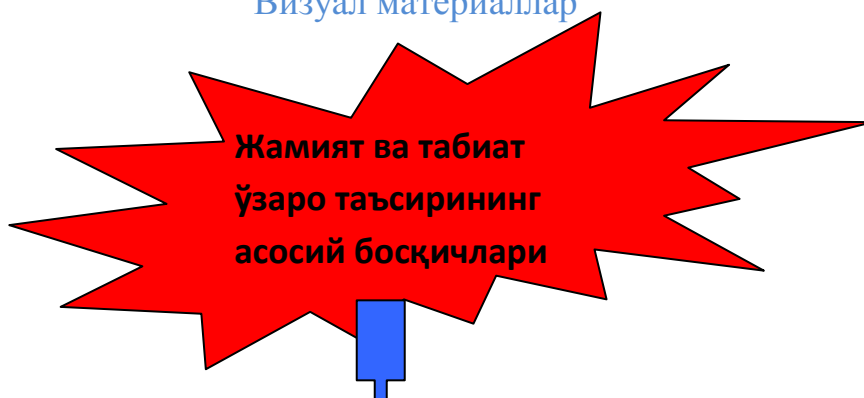 Визуал материаллар
Жамият ва табиат
ўзаро таъсирининг
асосий босқичлари